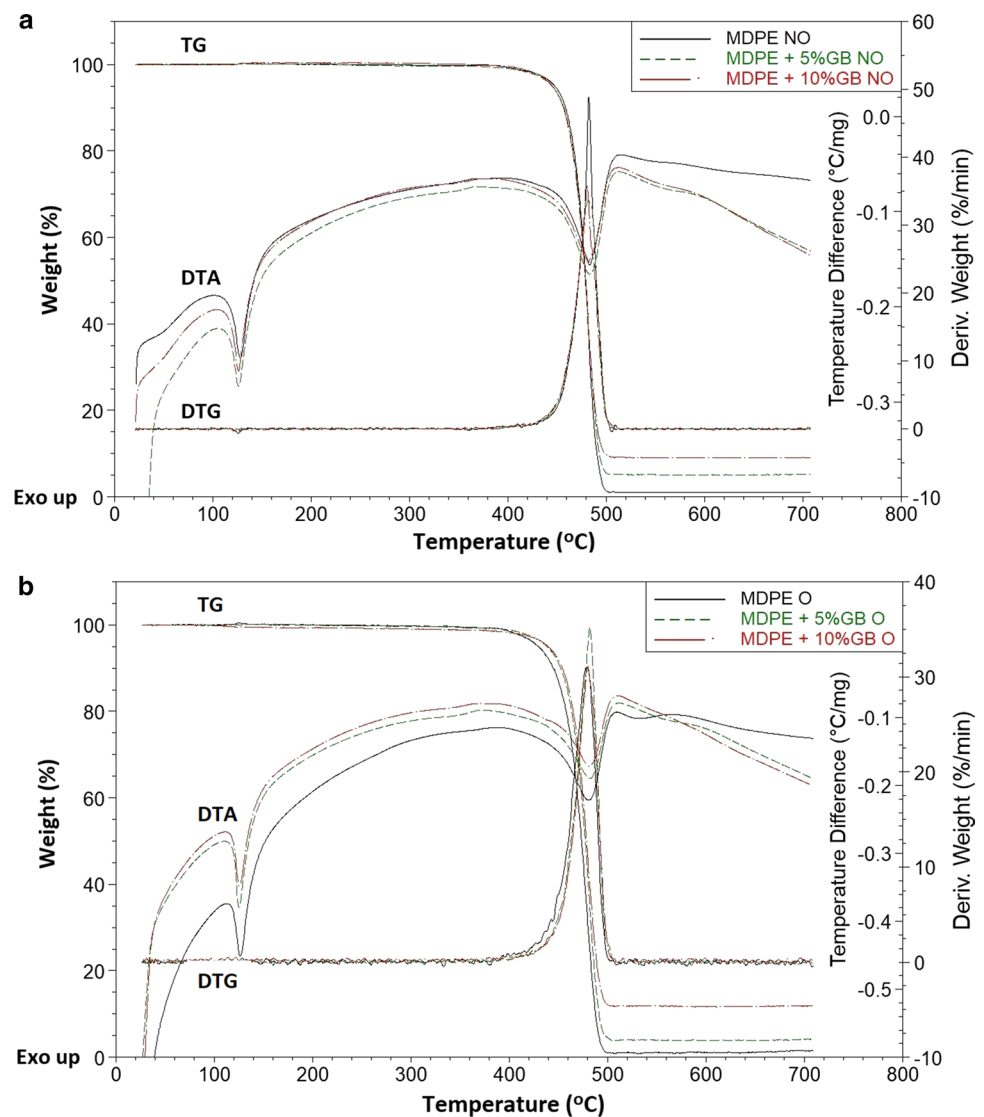 a
TG
MDPE NO
MDPE + 5%GB NO
MDPE + 10%GB NO
DTA
DTG
Exo up
Weight (%)
100
80
60
40
20
0
0 100 200 300 400 500 600 700 800
Temperature (ᴼC)
0.0
-0.1
-0.2
-0.3
Temperature Difference (°C/mg)
60
50
40
30
20
10
0
-10
Deriv. Weight (%/min)
b
TG
MDPE O
MDPE + 5%GB O
MDPE + 10%GB O
DTA
DTG
Exo up
Weight (%)
100
80
60
40
20
0
0 100 200 300 400 500 600 700 800
Temperature (ᴼC)
-0.1
-0.2
-0.3
-0.4
-0.5
Temperature Difference (°C/mg)
40
30
20
10
0
-10
Deriv. Weight (%/min)